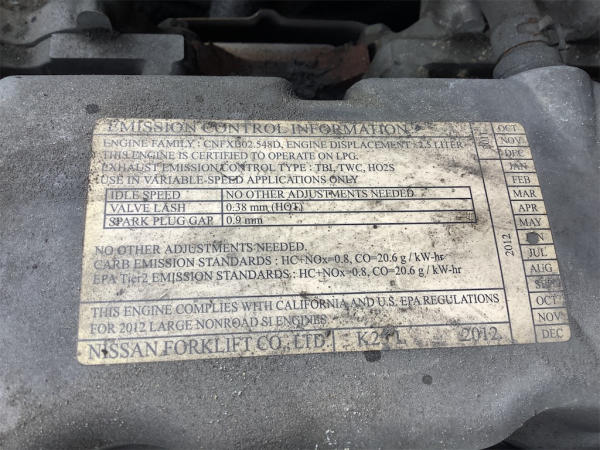 EMISSION CONTROL INFORMATION
ENGINE FAMILY : CNFXB02.548D, ENGINE DISPLACEMENT : 2.5 LITER
THIS ENGINE IS CERTIFIED TO OPERATE ON LPG.
EXHAUST EMISSION CONTROL TYPE : TBI, TWC, HO2S
USE IN VARIABLE-SPEED APPLICATIONS ONLY
IDLE SPEED NO OTHER ADJUSTMENTS NEEDED
VALVE LASH 0.38 mm (HOT)
SPARK PLUG GAP 0.9 mm
NO OTHER ADJUSTMENTS NEEDED.
CARB EMISSION STANDARDS : HC+NOx=0.8, CO=20.6 g / kW-hr
EPA Tier2 EMISSION STANDARDS : HC+NOx=0.8, CO=20.6 g / kW-hr
THIS ENGINE COMPLIES WITH CALIFORNIA AND U.S. EPA REGULATIONS
FOR 2012 LARGE NONROAD SI ENGINES.
NISSAN FORKLIFT CO., LTD. 2012
OCT
NOV
DEC
2012
JAN
FEB
MAR
APR
MAY
JUL
AUG
SEP
OCT
NOV
DEC